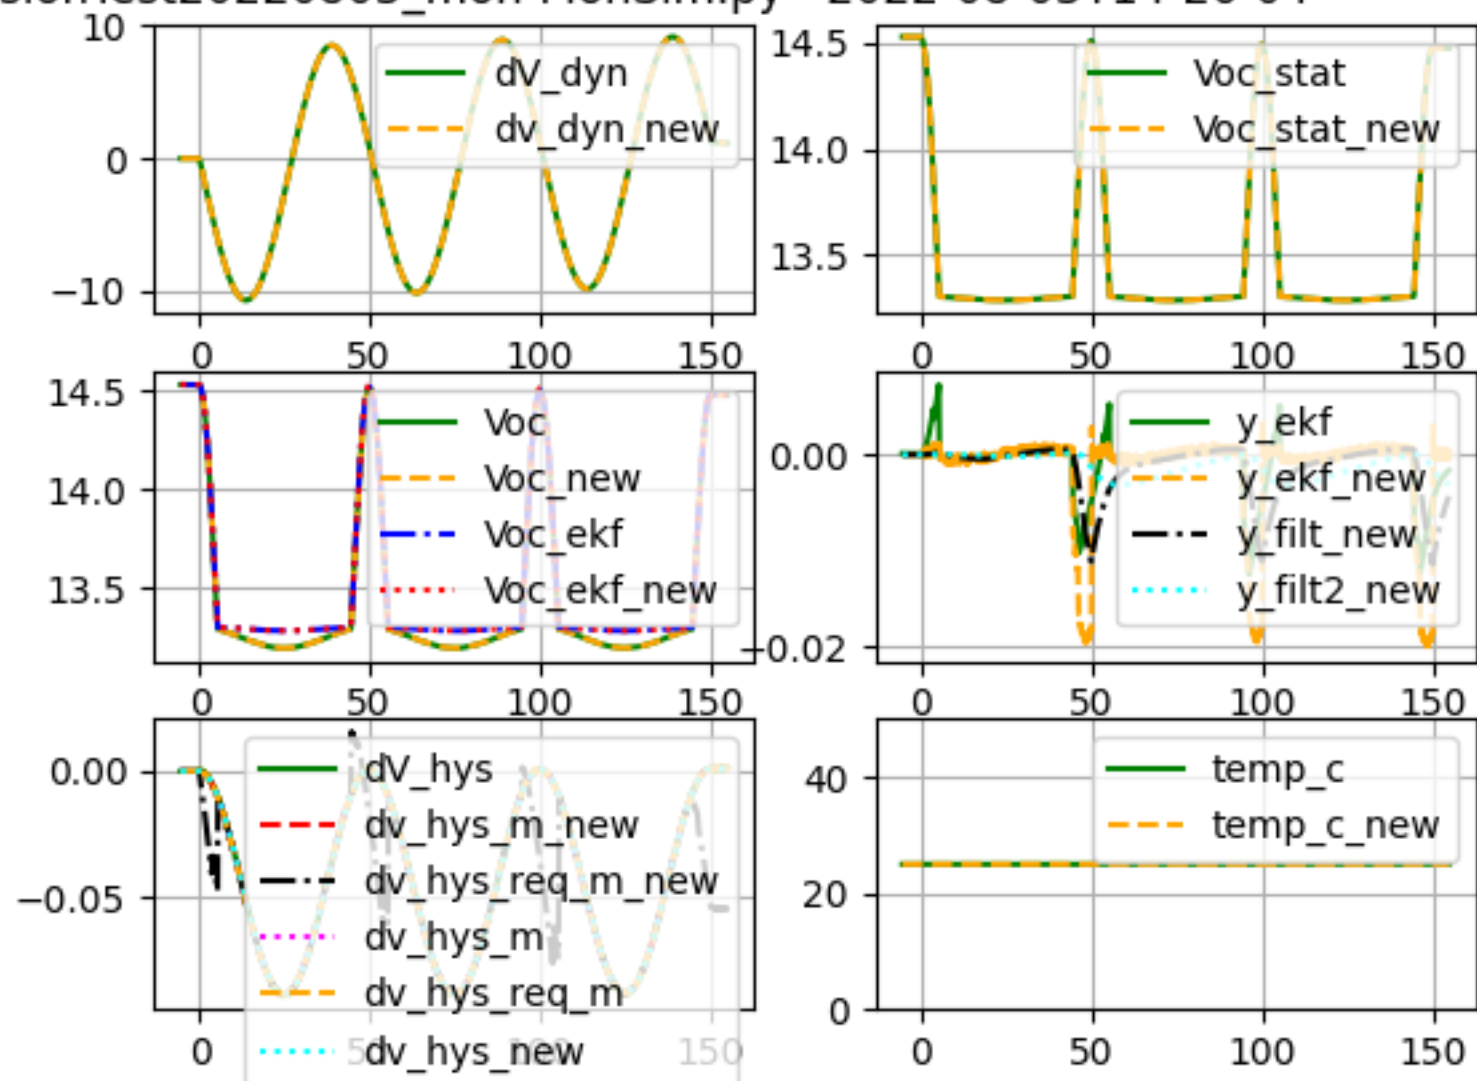 10
0
−10
0 50 100 150
dV_dyn
dv_dyn_new
14.5
14.0
13.5
0 50 100 150
Voc_stat
Voc_stat_new
14.5
14.0
13.5
0 50 100 150
Voc
Voc_new
Voc_ekf
Voc_ekf_new
0.00
−0.02
0 50 100 150
y_ekf
y_ekf_new
y_filt_new
y_filt2_new
0.00
−0.05
0 50 100 150
dV_hys
dv_hys_m_new
dv_hys_req_m_new
dv_hys_m
dv_hys_req_m
dv_hys_new
40
20
0
0 50 100 150
temp_c
temp_c_new